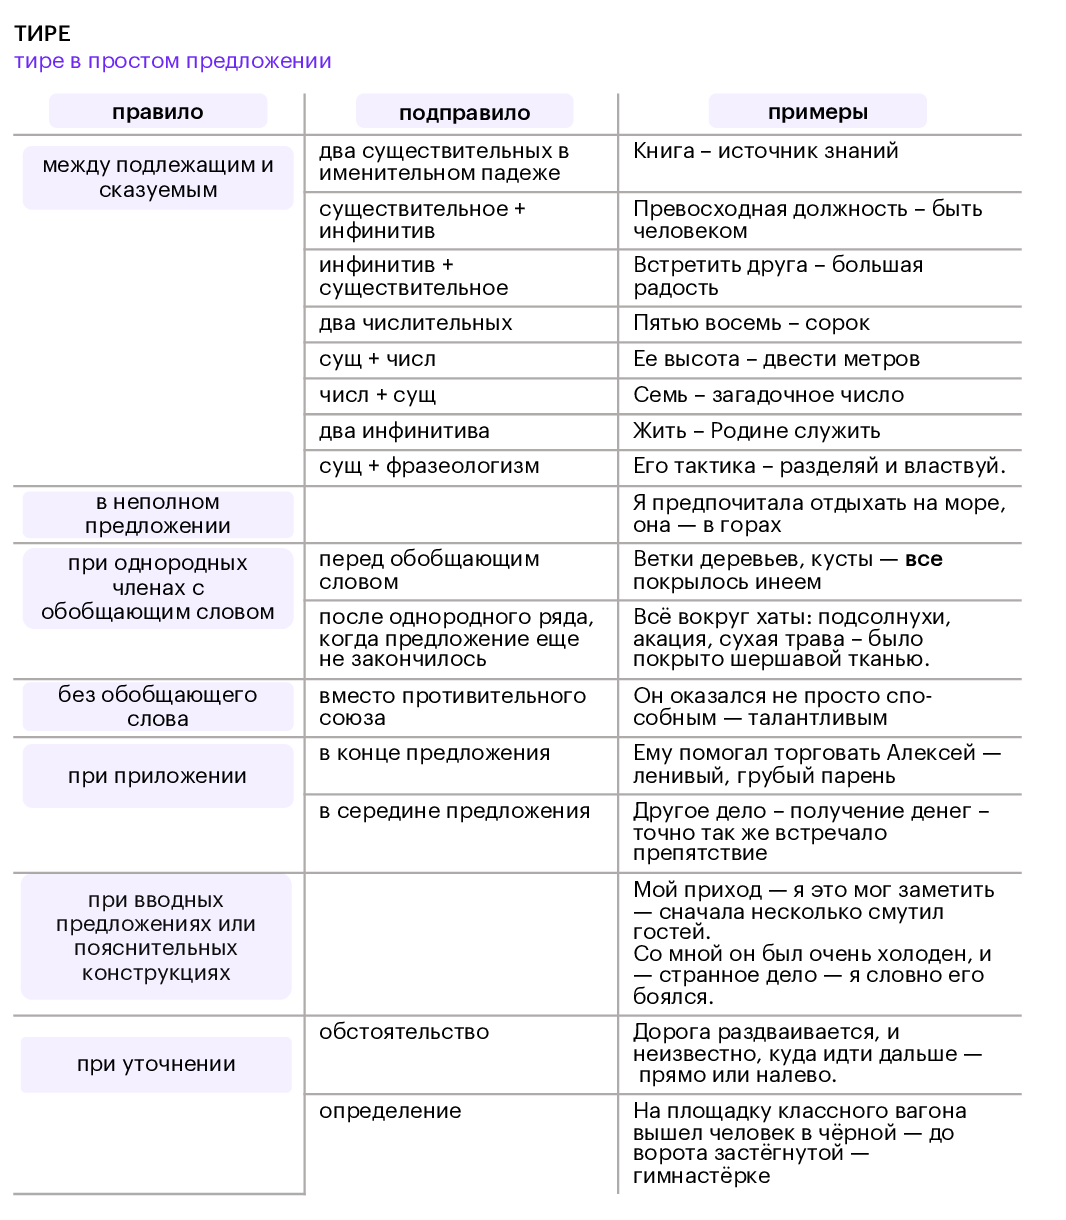 ТИРЕ
тире в простом предложении
правило
подправило
примеры
между подлежащим и
сказуемым
два существительных в
именительном падеже
Книга – источник знаний
существительное +
инфинитив
Превосходная должность – быть
человеком
инфинитив +
существительное
Встретить друга – большая
радость
два числительных
Пятью восемь – сорок
сущ + числ
Ее высота – двести метров
числ + сущ
Семь – загадочное число
два инфинитива
Жить – Родине служить
сущ + фразеологизм
Его тактика – разделяй и властвуй.
в неполном
предложении
Я предпочитала отдыхать на море,
она — в горах
при однородных
членах с
обобщающим словом
перед обобщающим
словом
Ветки деревьев, кусты — все
покрылось инеем
после однородного ряда,
когда предложение еще
не закончилось
Всё вокруг хаты: подсолнухи,
акация, сухая трава – было
покрыто шершавой тканью.
без обобщающего
слова
вместо противительного
союза
Он оказался не просто спо-
собным — талантливым
при приложении
в конце предложения
Ему помогал торговать Алексей —
ленивый, грубый парень
в середине предложения
Другое дело – получение денег –
точно так же встречало
препятствие
при вводных
предложениях или
пояснительных
конструкциях
Мой приход — я это мог заметить
— сначала несколько смутил
гостей.
Со мной он был очень холоден, и
— странное дело — я словно его
боялся.
при уточнении
обстоятельство
Дорога раздваивается, и
неизвестно, куда идти дальше —
прямо или налево.
определение
На площадку классного вагона
вышел человек в чёрной — до
ворота застёгнутой —
гимнастёрке